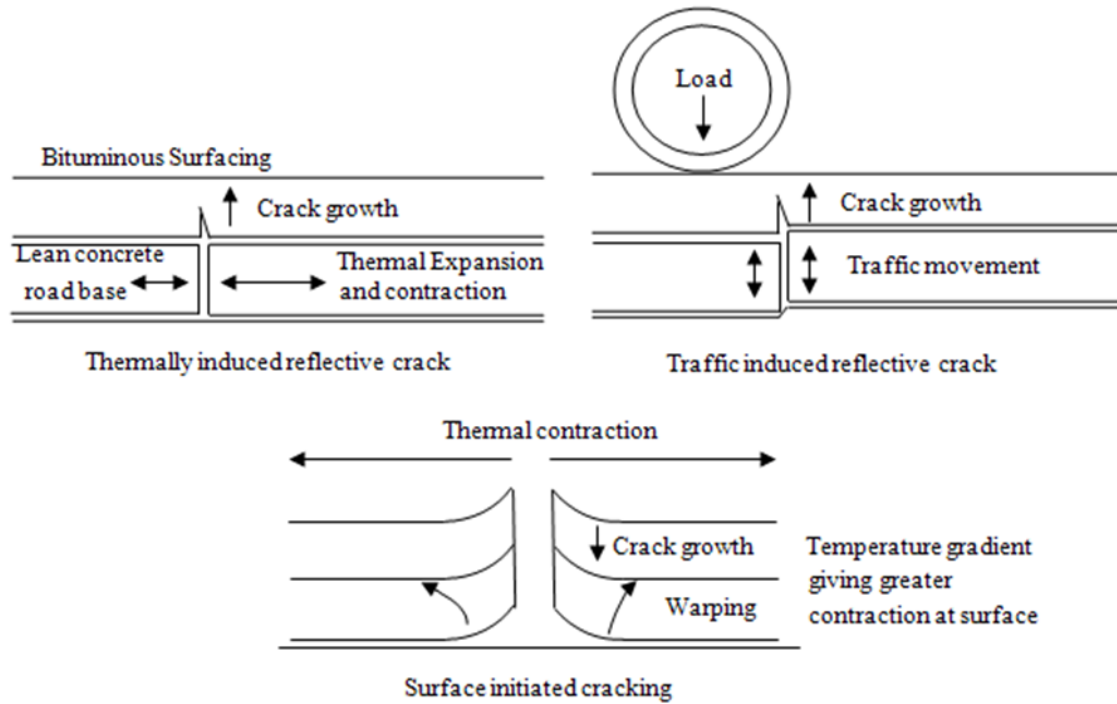 Bituminous Surfacing
Crack growth
Lean concrete
road base
Thermal Expansion
and contraction
Thermally induced reflective crack
Load
Crack growth
Traffic movement
Traffic induced reflective crack
Thermal contraction
Crack growth
Warping
Temperature gradient
giving greater
contraction at surface
Surface initiated cracking